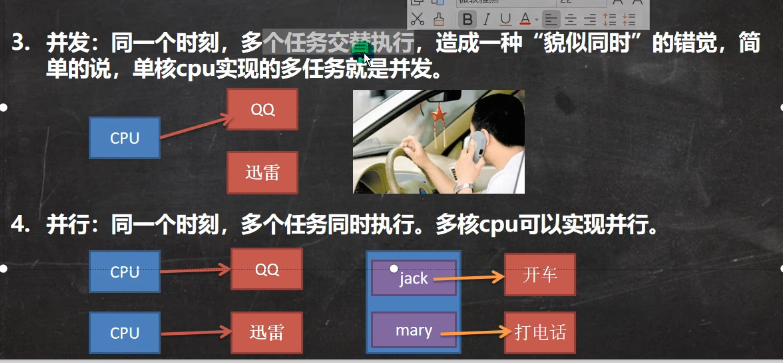 3. 并发：同一个时刻，多个任务交替执行，造成一种“貌似同时”的错觉，简
单的说，单核cpu实现的多任务就是并发。
CPU
QQ
迅雷
4. 并行：同一个时刻，多个任务同时执行。多核cpu可以实现并行。
CPU
QQ
jack
开车
CPU
迅雷
mary
打电话